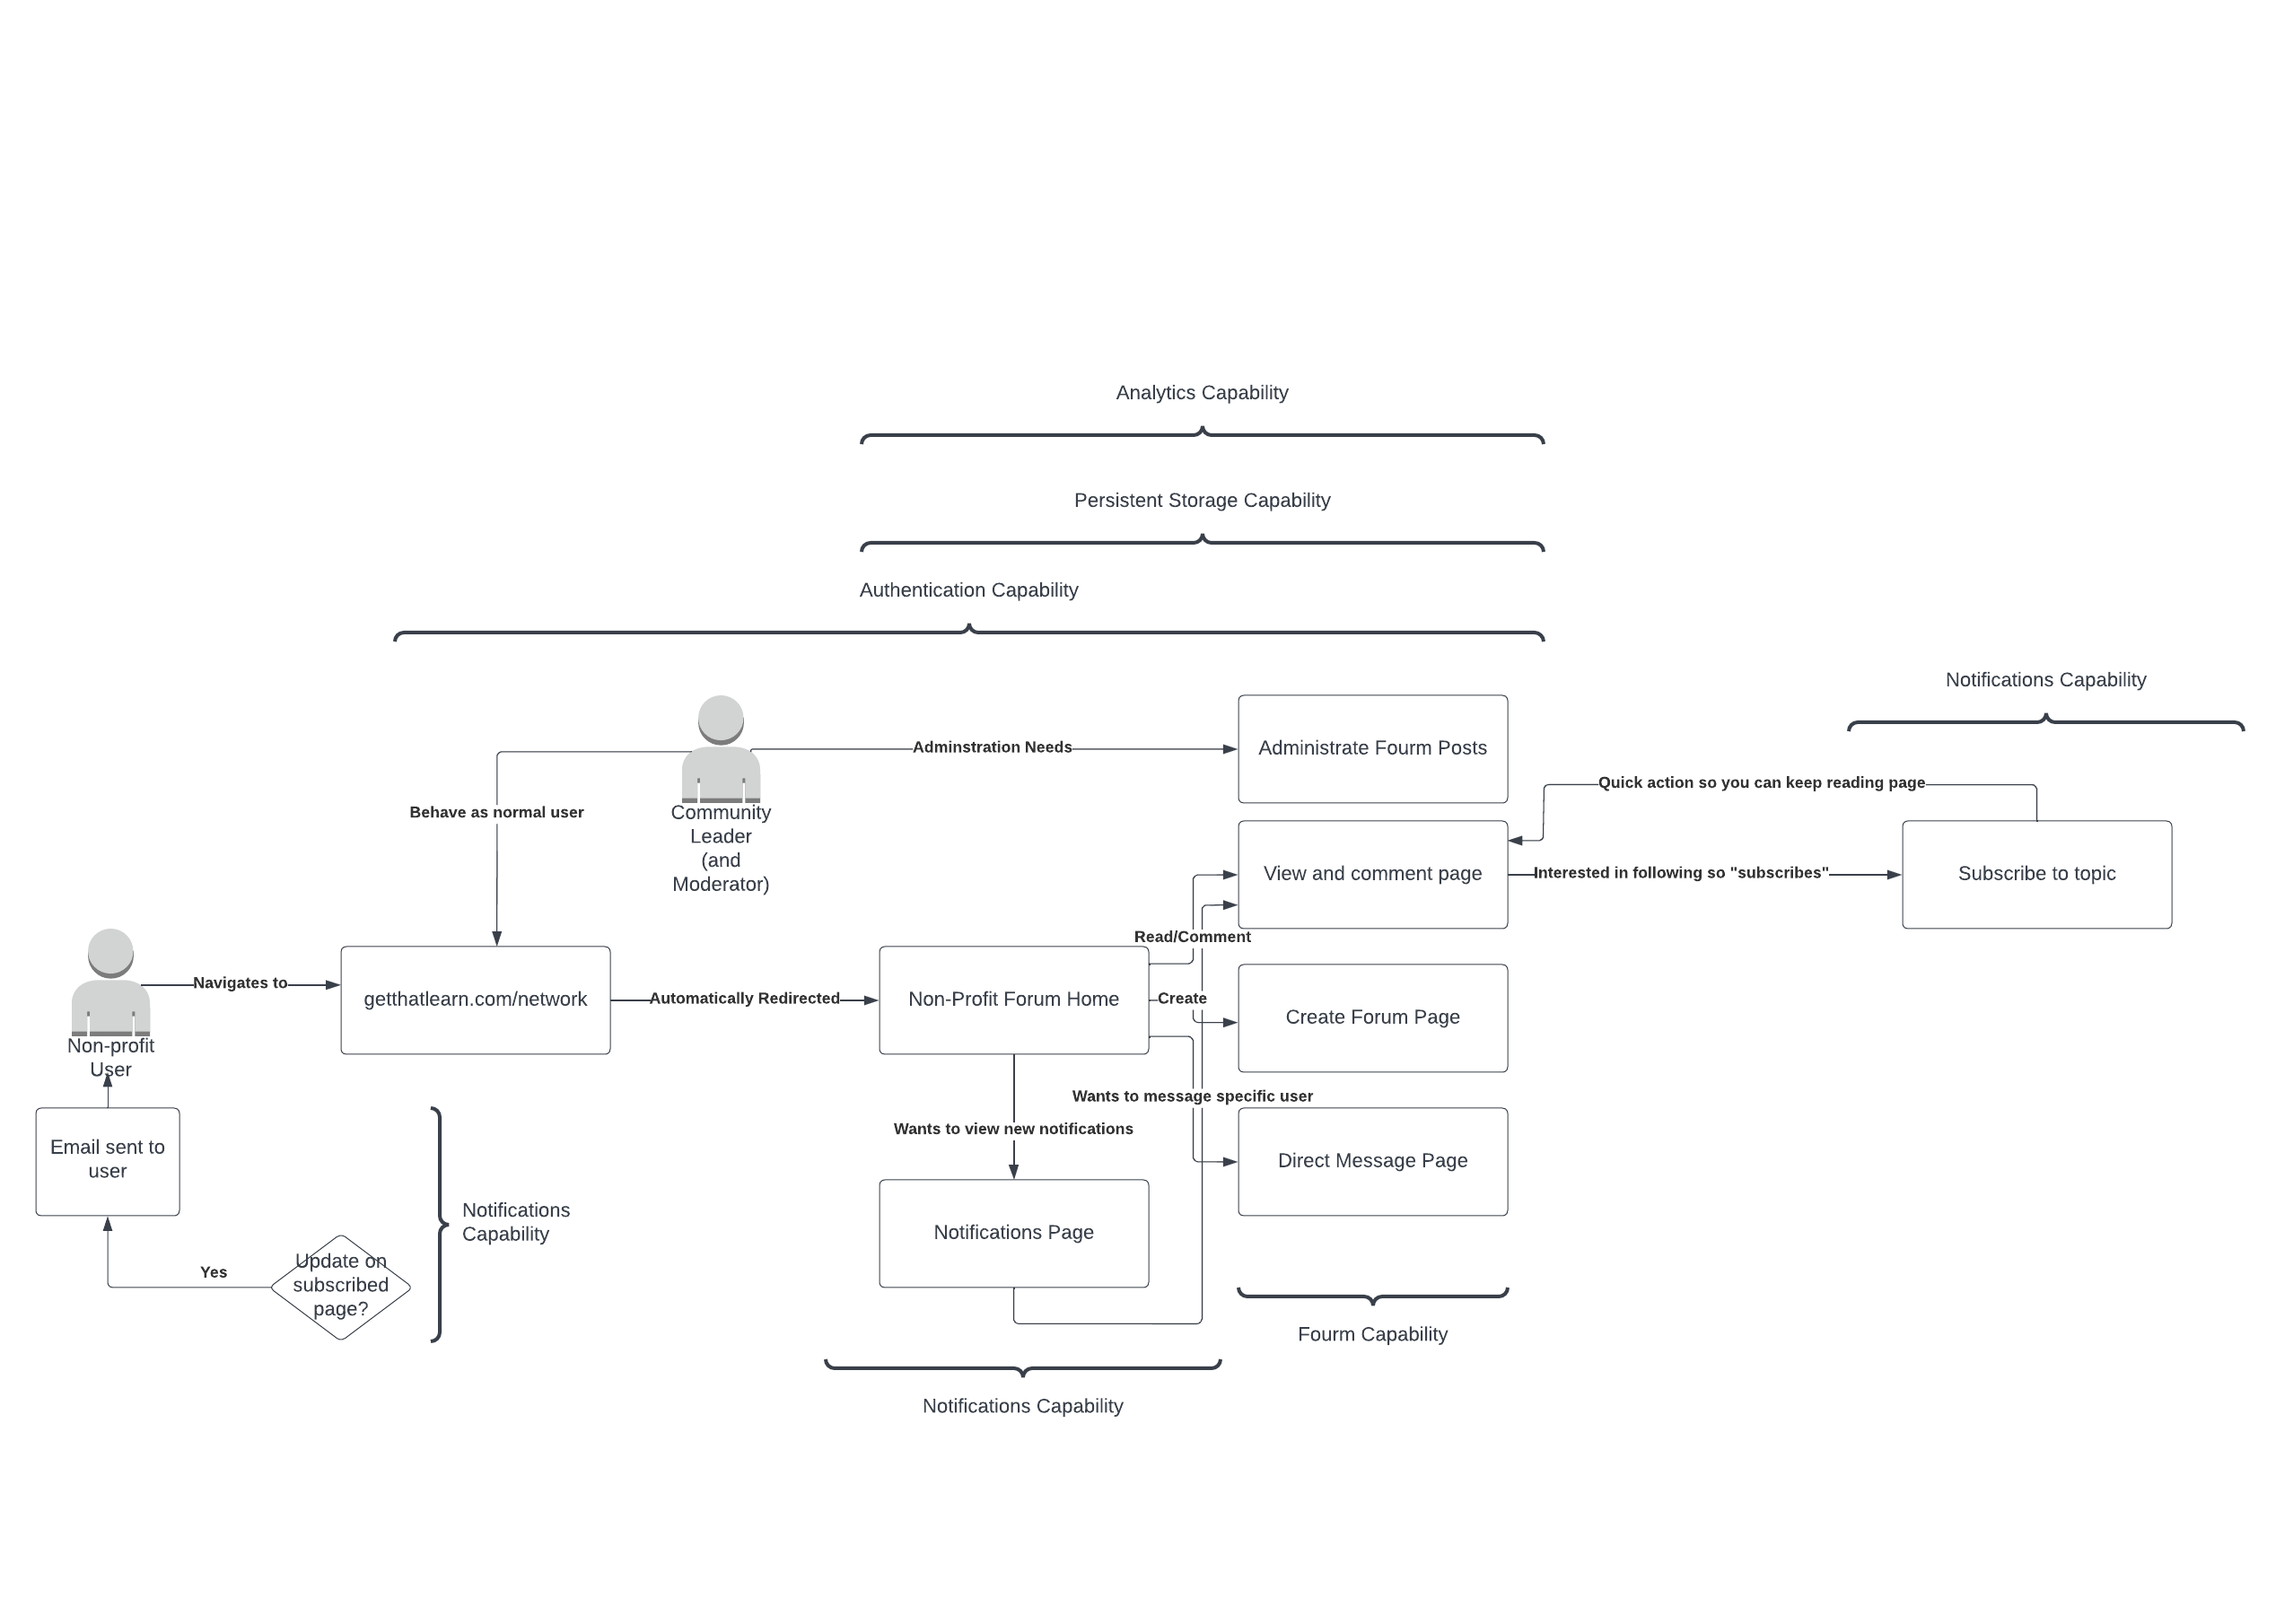 Analytics Capability
Persistent Storage Capability
Authentication Capability
Notifications Capability
Adminstration Needs
Administrate Fourm Posts
Quick action so you can keep reading page
Behave as normal user
Community
Leader
(and
Moderator)
View and comment page
Interested in following so "subscribes"
Subscribe to topic
Read/Comment
Navigates to
getthatlearn.com/network
Automatically Redirected
Non-Profit Forum Home
Create
Create Forum Page
Non-profit
User
Wants to message specific user
Wants to view new notifications
Email sent to
user
Direct Message Page
Notifications
Capability
Notifications Page
Yes
Update on
subscribed
page?
Fourm Capability
Notifications Capability